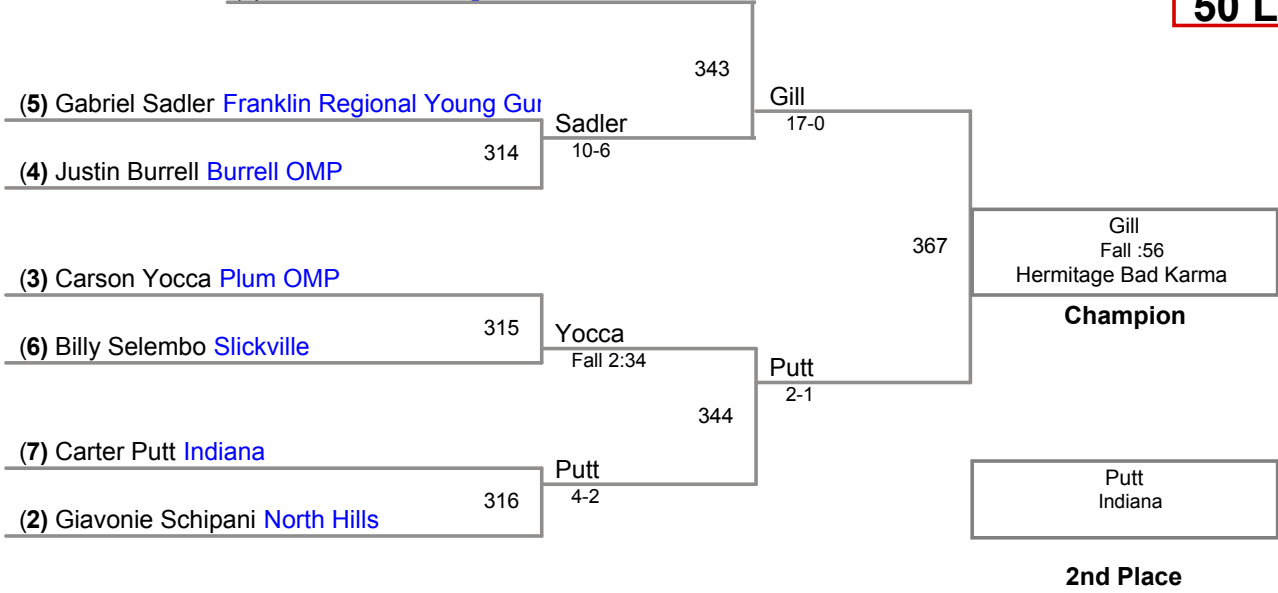 50 L
343
Gill
17-0
(5) Gabriel Sadler Franklin Regional Young Gun
Sadler
10-6
314
(4) Justin Burrell Burrell OMP
367
Gill
Fall :56
Hermitage Bad Karma
Champion
(3) Carson Yocca Plum OMP
315
Yocca
Fall 2:34
(6) Billy Selembo Slickville
Putt
2-1
344
(7) Carter Putt Indiana
Putt
4-2
316
(2) Giavonie Schipani North Hills
Putt
Indiana
2nd Place